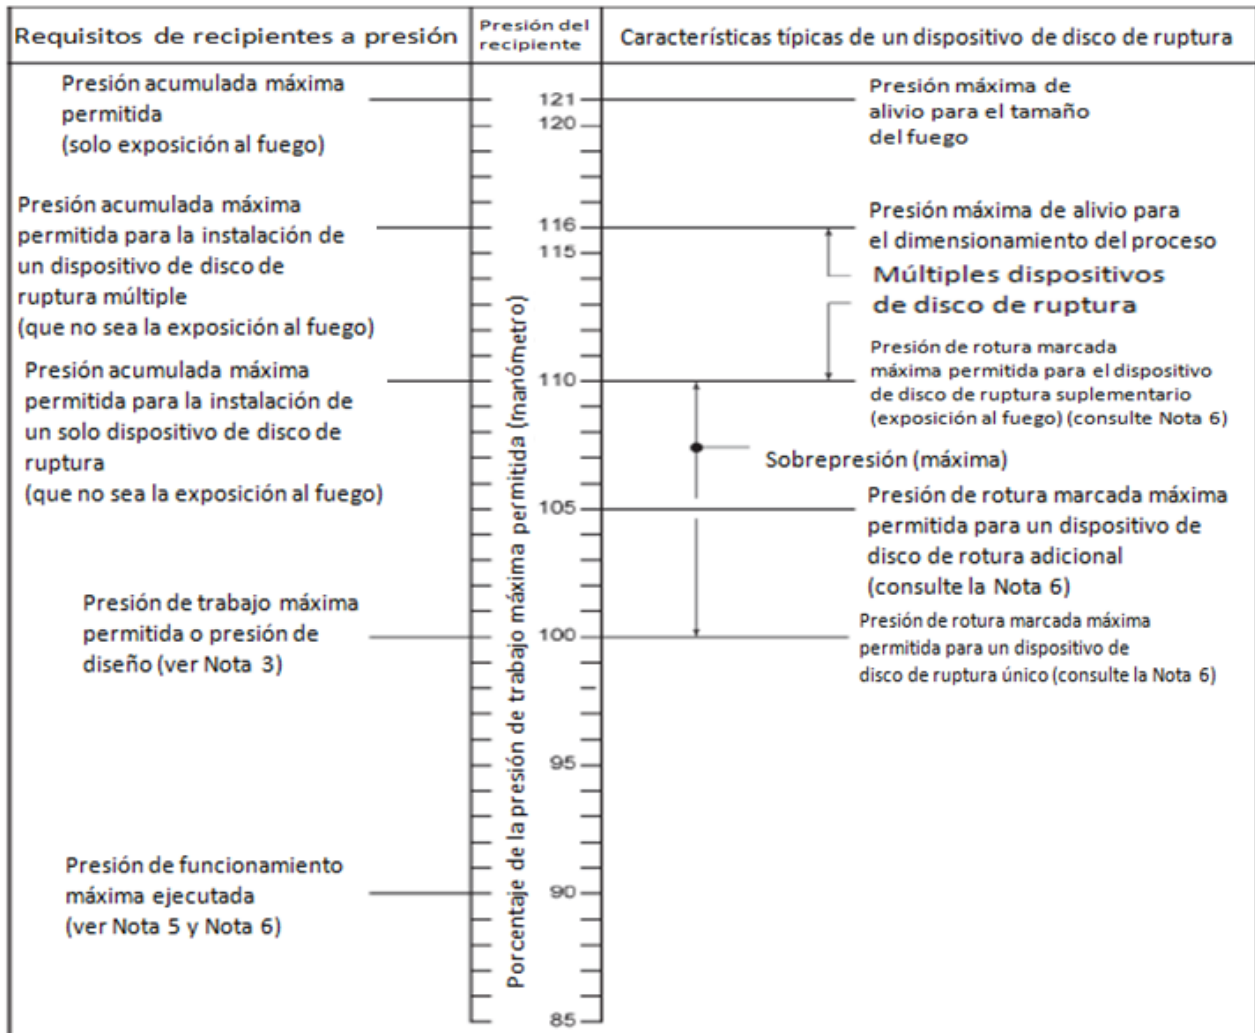 Requisitos de recipientes a presión
Presión del
recipiente
Características típicas de un dispositivo de disco de ruptura
Presión acumulada máxima
permitida
(solo exposición al fuego)
Presión acumulada máxima
permitida para la instalación de
un dispositivo de disco de
ruptura múltiple
(que no sea la exposición al fuego)
Presión acumulada máxima
permitida para la instalación de
un solo dispositivo de disco de
ruptura
(que no sea la exposición al fuego)
Presión de trabajo máxima
permitida o presión de
diseño (ver Nota 3)
Presión de funcionamiento
máxima ejecutada
(ver Nota 5 y Nota 6)
Porcentaje de la presión de trabajo máxima permitida (manómetro)
121
120
116
115
110
105
100
95
90
85
Presión máxima de
alivio para el tamaño
del fuego
Presión máxima de alivio para
el dimensionamiento del proceso
Múltiples dispositivos
de disco de ruptura
Presión de rotura marcada
máxima permitida para el dispositivo
de disco de ruptura suplementario
(exposición al fuego) (consulte Nota 6)
Sobrepresión (máxima)
Presión de rotura marcada máxima
permitida para un dispositivo de
disco de rotura adicional
(consulte la Nota 6)
Presión de rotura marcada máxima
permitida para un dispositivo de
disco de ruptura único (consulte la Nota 6)